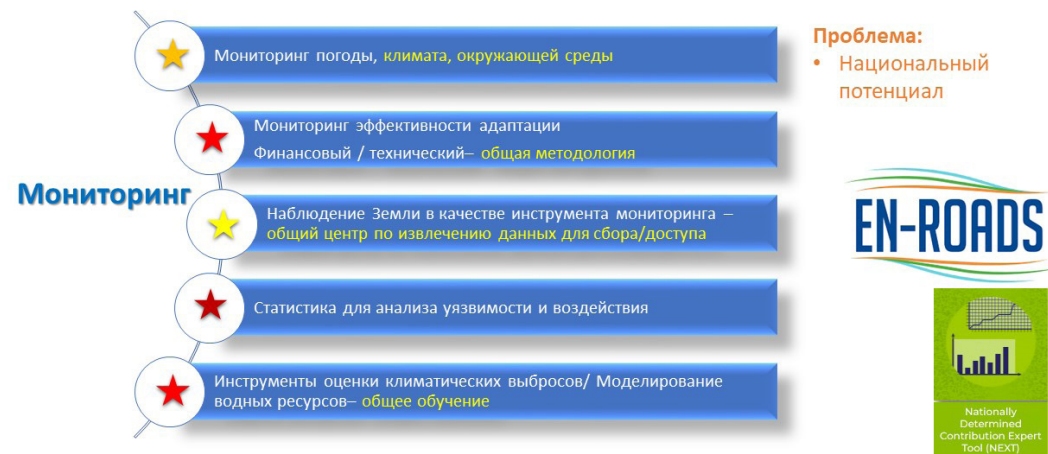 Мониторинг
Мониторинг погоды, климата, окружающей среды
Мониторинг эффективности адаптации
Финансовый / технический– общая методология
Наблюдение Земли в качестве инструмента мониторинга –
общий центр по извлечению данных для сбора/доступа
Статистика для анализа уязвимости и воздействия
Инструменты оценки климатических выбросов/ Моделирование
водных ресурсов– общее обучение
Проблема:
• Национальный
потенциал
EN-ROADS
Nationally
Determined
Contribution Expert
Tool (NEXT)